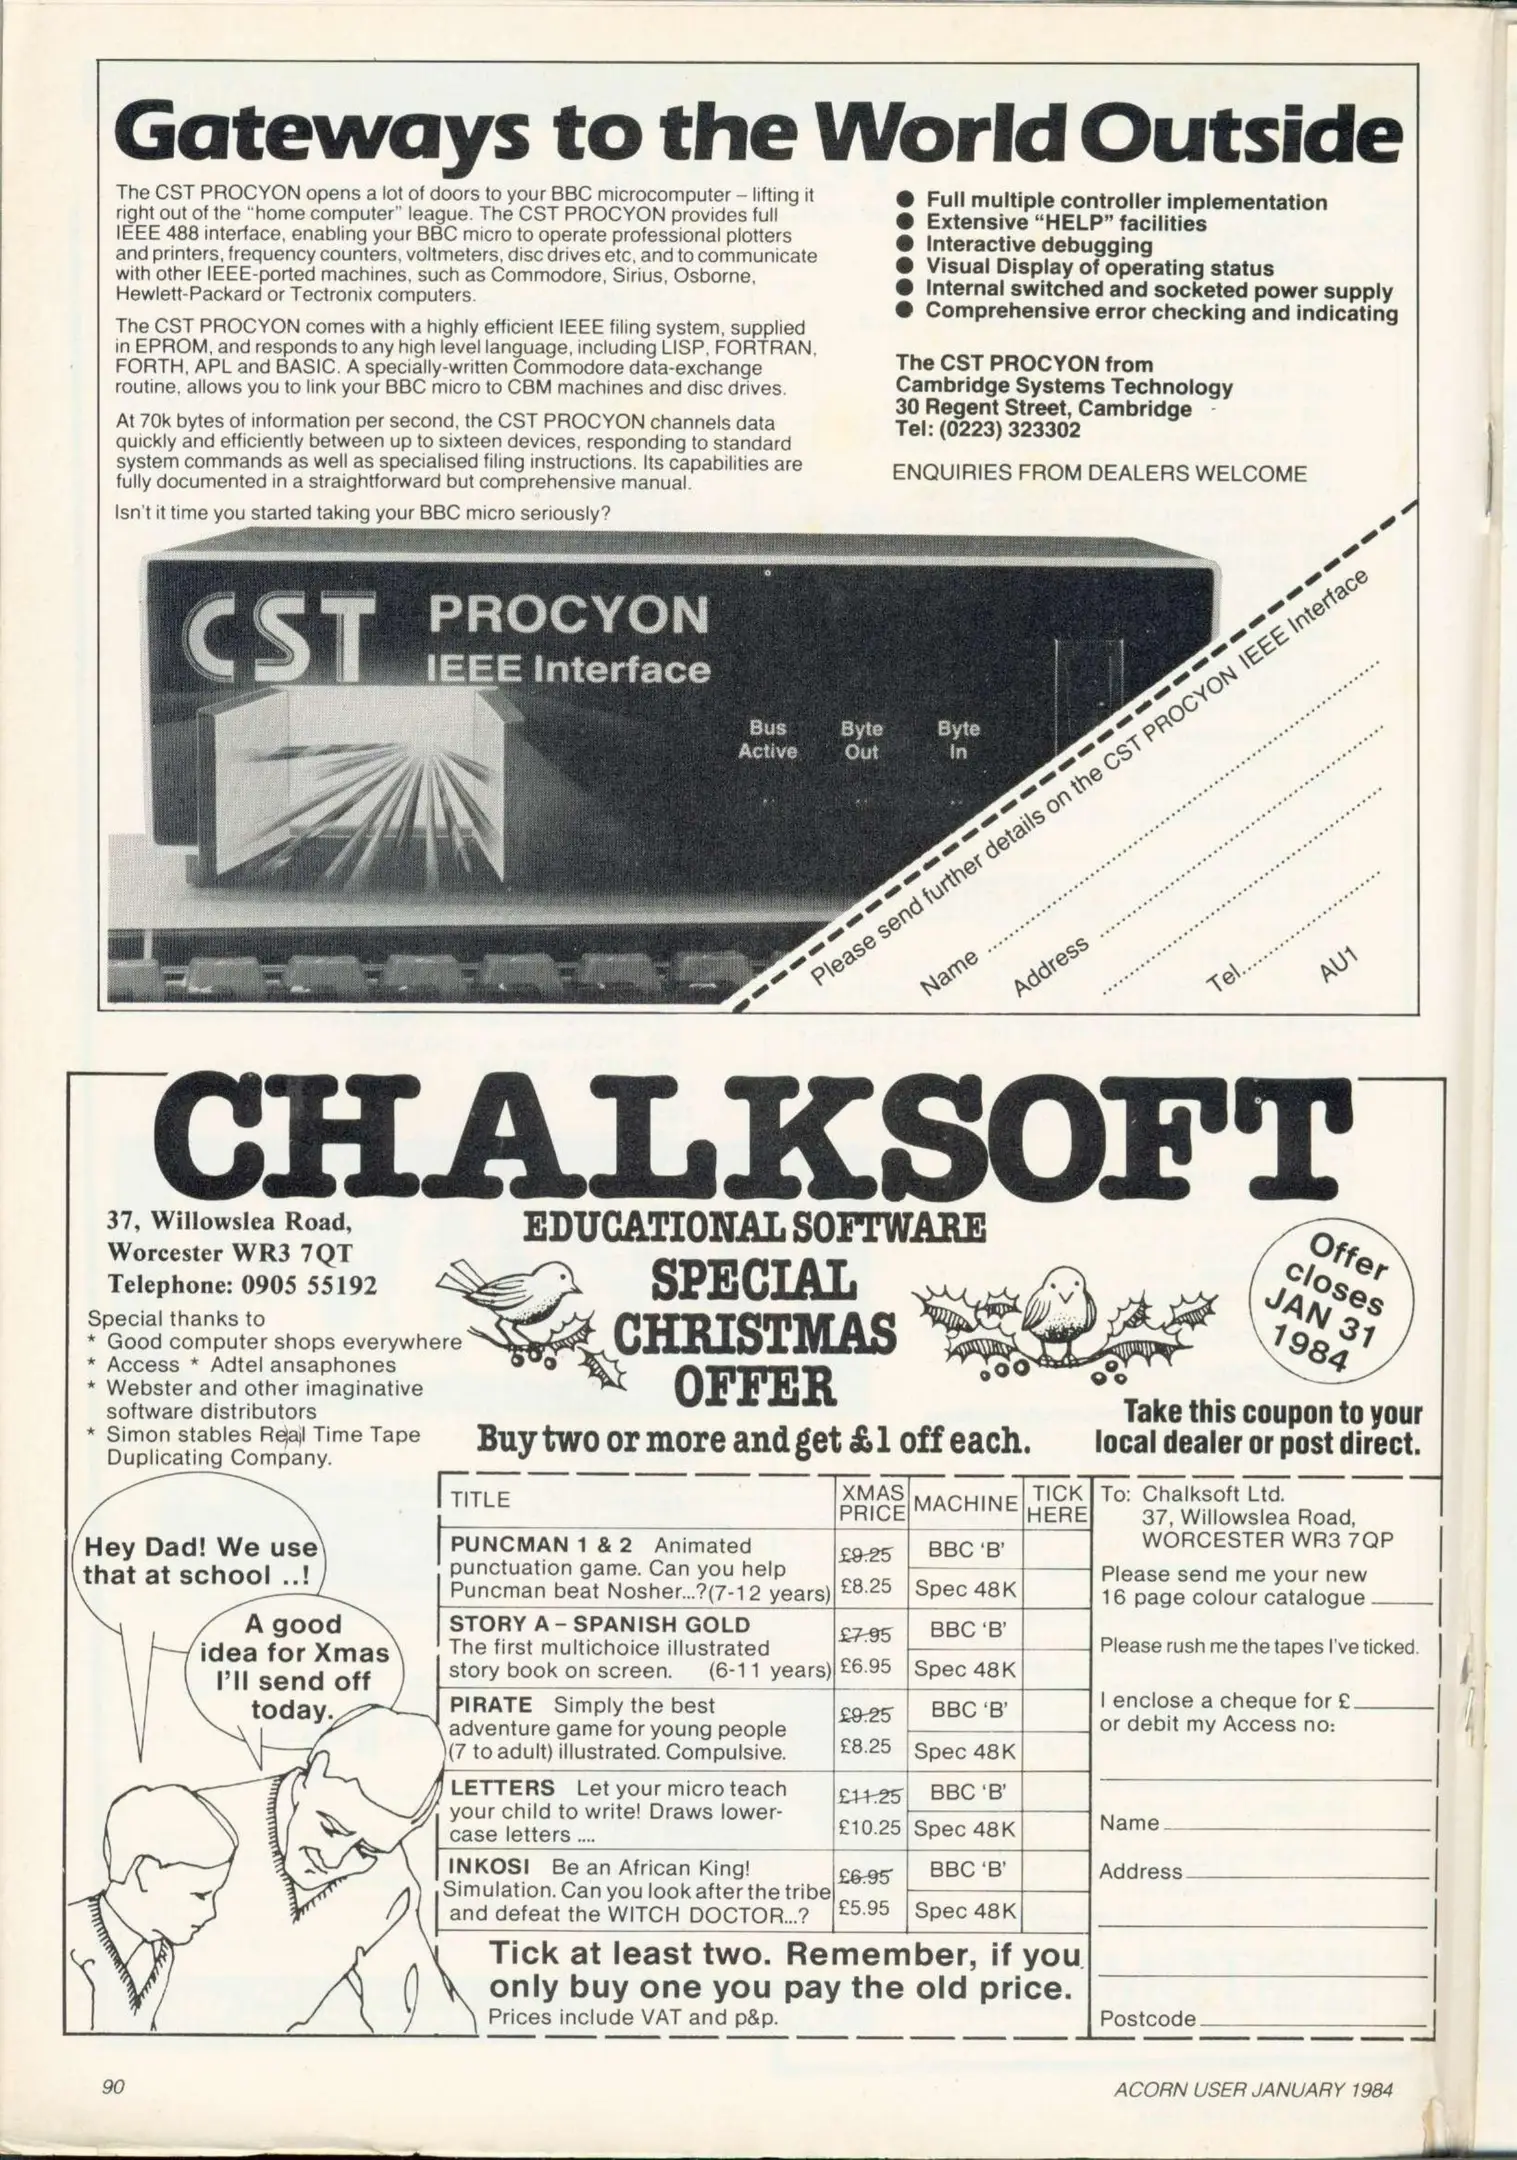 Gateways to the World Outside
The CST PROCYON opens a lot of doors to your BBC microcomputer – lifting it
right out of the "home computer" league. The CST PROCYON provides full
IEEE 488 interface, enabling your BBC micro to operate professional plotters
and printers, frequency counters, voltmeters, disc drives etc, and to communicate
with other IEEE-ported machines, such as Commodore, Sirius, Osborne,
Hewlett-Packard or Tectronix computers.
The CST PROCYON comes with a highly efficient IEEE filing system, supplied
in EPROM, and responds to any high level language, including LISP, FORTRAN,
FORTH, APL and BASIC. A specially-written Commodore data-exchange
routine, allows you to link your BBC micro to CBM machines and disc drives.
At 70k bytes of information per second, the CST PROCYON channels data
quickly and efficiently between up to sixteen devices, responding to standard
system commands as well as specialised filing instructions. Its capabilities are
fully documented in a straightforward but comprehensive manual.
Isn't it time you started taking your BBC micro seriously?
● Full multiple controller implementation
● Extensive "HELP" facilities
● Interactive debugging
● Visual Display of operating status
● Internal switched and socketed power supply
● Comprehensive error checking and indicating
The CST PROCYON from
Cambridge Systems Technology
30 Regent Street, Cambridge
Tel: (0223) 323302
ENQUIRIES FROM DEALERS WELCOME
CST PROCYON
IEEE Interface
Bus Active
Byte Out
Byte In
Please send further details on the CST PROCYON IEEE Interface
Name
Address
Tel
AU1
CHALKSOFT
37, Willowslea Road,
Worcester WR3 7QT
Telephone: 0905 55192
Special thanks to
* Good computer shops everywhere
* Access * Adtel ansaphones
* Webster and other imaginative
software distributors
* Simon stables Real Time Tape
Duplicating Company.
EDUCATIONAL SOFTWARE
SPECIAL
CHRISTMAS
OFFER
Buy two or more and get £1 off each.
Offer
closes
JAN 31
1984
Take this coupon to your
local dealer or post direct.
Hey Dad! We use
that at school ..!
A good
idea for Xmas
I'll send off
today.
TITLE XMAS PRICE MACHINE TICK HERE
PUNCMAN 1 & 2 Animated
punctuation game. Can you help
Puncman beat Nosher...?(7-12 years)
£9.25 BBC 'B'
£8.25 Spec 48K
STORY A – SPANISH GOLD
The first multichoice illustrated
story book on screen. (6-11 years)
£7.95 BBC 'B'
£6.95 Spec 48K
PIRATE Simply the best
adventure game for young people
(7 to adult) illustrated. Compulsive.
£9.25 BBC 'B'
£8.25 Spec 48K
LETTERS Let your micro teach
your child to write! Draws lower-
case letters ....
£11.25 BBC 'B'
£10.25 Spec 48K
INKOSI Be an African King!
Simulation. Can you look after the tribe
and defeat the WITCH DOCTOR...?
£6.95 BBC 'B'
£5.95 Spec 48K
Tick at least two. Remember, if you
only buy one you pay the old price.
Prices include VAT and p&p.
To: Chalksoft Ltd.
37, Willowslea Road,
WORCESTER WR3 7QP
Please send me your new
16 page colour catalogue
Please rush me the tapes I've ticked.
I enclose a cheque for £
or debit my Access no:
Name
Address
Postcode
90
ACORN USER JANUARY 1984